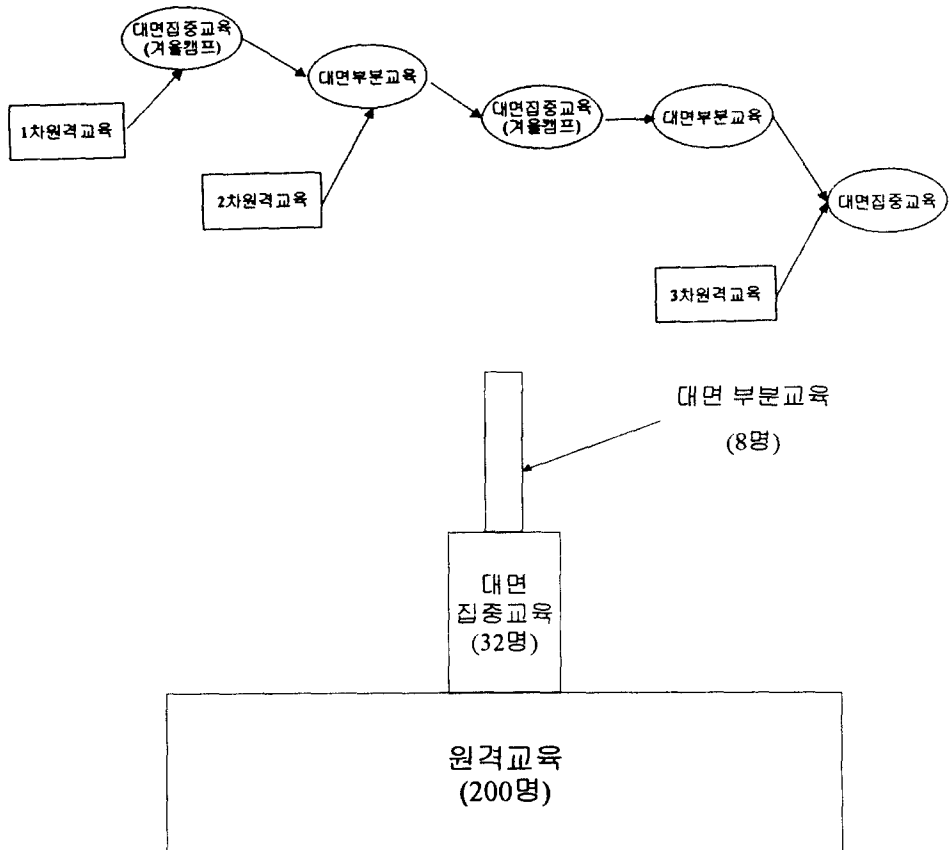 대면집중교육
(겨울캠프)
대면부분교육
1차원격교육
대면집중교육
(겨울캠프)
대면부분교육
2차원격교육
대면집중교육
3차원격교육
대면 부분교육
(8명)
대면
집중교육
(32명)
원격교육
(200명)